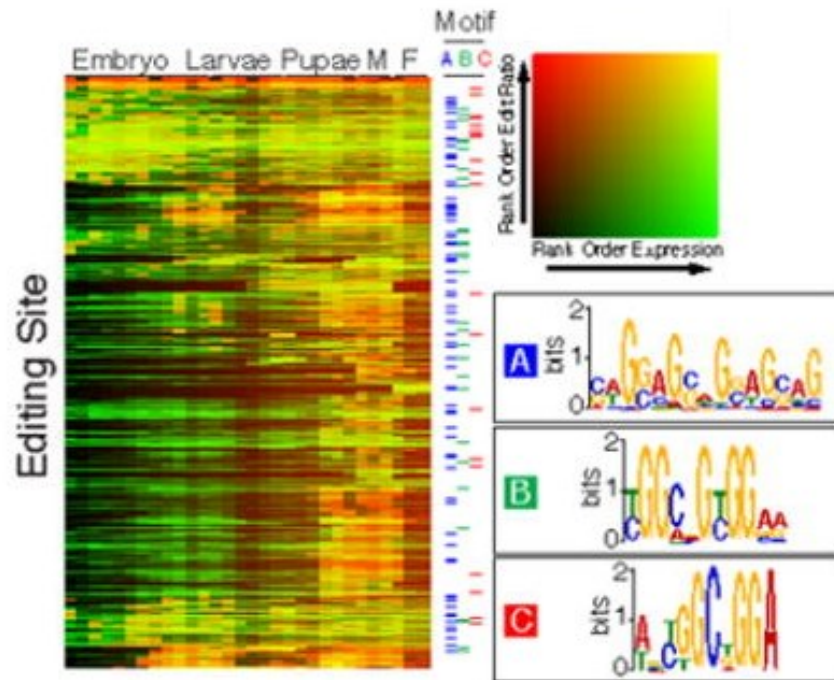 Motif
Embryo Larvae Pupae M F
A B C
Editing Site
Rank Order Edit Ratio
Rank Order Expression
A
bits
2
1
0
B
bits
2
1
0
C
bits
2
1
0